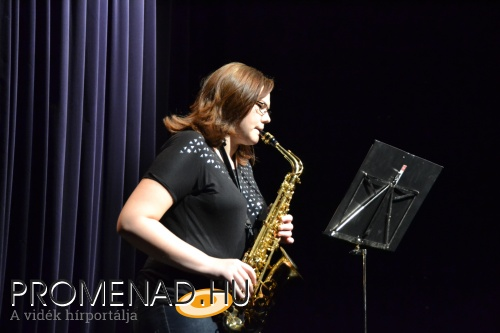 PROMENAD.HU
A vidék hírportálja